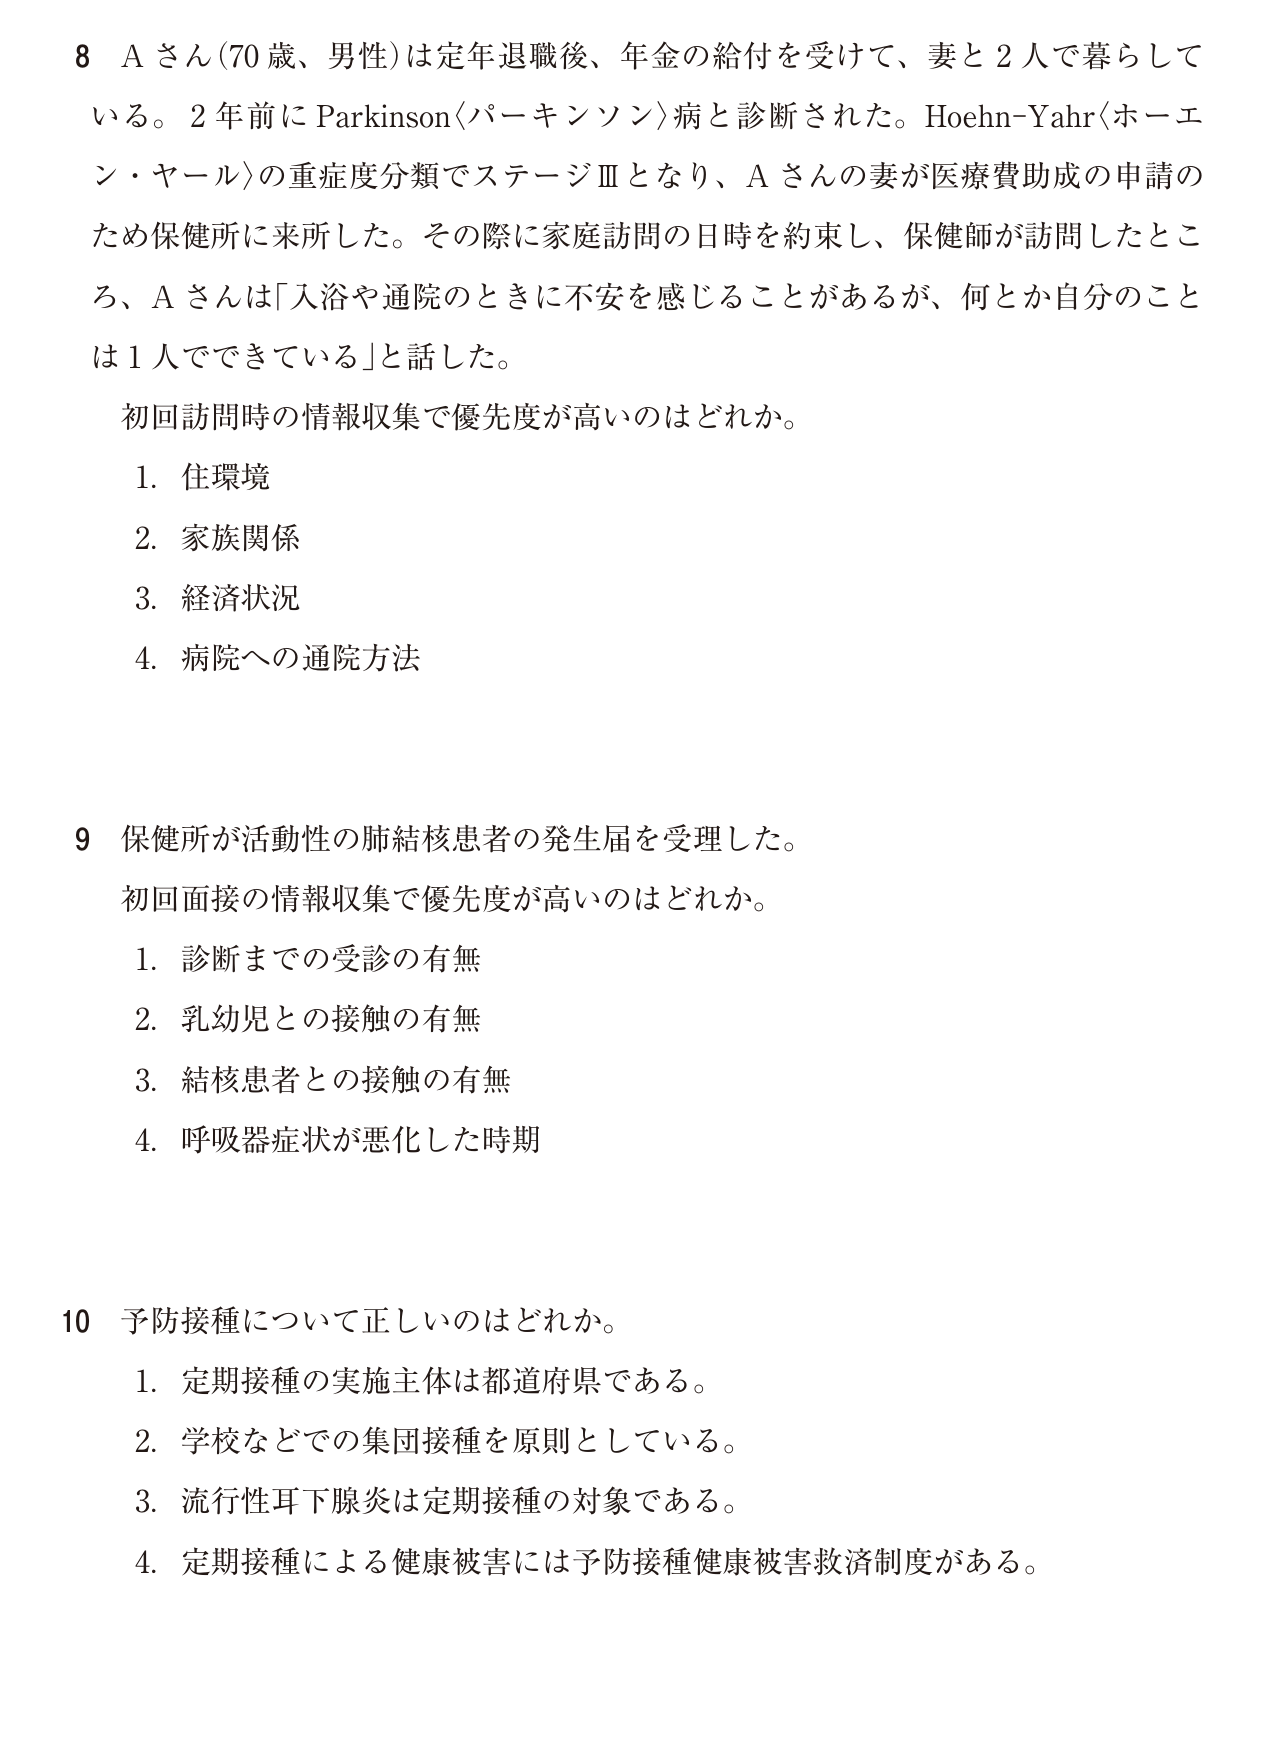 8 Aさん(70歳、男性)は定年退職後、年金の給付を受けて、妻と2人で暮らして
いる。2年前にParkinson〈パーキンソン〉病と診断された。Hoehn-Yahr〈ホーエ
ン・ヤール〉の重症度分類でステージⅢとなり、Aさんの妻が医療費助成の申請の
ため保健所に来所した。その際に家庭訪問の日時を約束し、保健師が訪問したとこ
ろ、Aさんは「入浴や通院のときに不安を感じることがあるが、何とか自分のこと
は1人でできている」と話した。
初回訪問時の情報収集で優先度が高いのはどれか。
1. 住環境
2. 家族関係
3. 経済状況
4. 病院への通院方法
9 保健所が活動性の肺結核患者の発生届を受理した。
初回面接の情報収集で優先度が高いのはどれか。
1. 診断までの受診の有無
2. 乳幼児との接触の有無
3. 結核患者との接触の有無
4. 呼吸器症状が悪化した時期
10 予防接種について正しいのはどれか。
1. 定期接種の実施主体は都道府県である。
2. 学校などでの集団接種を原則としている。
3. 流行性耳下腺炎は定期接種の対象である。
4. 定期接種による健康被害には予防接種健康被害救済制度がある。